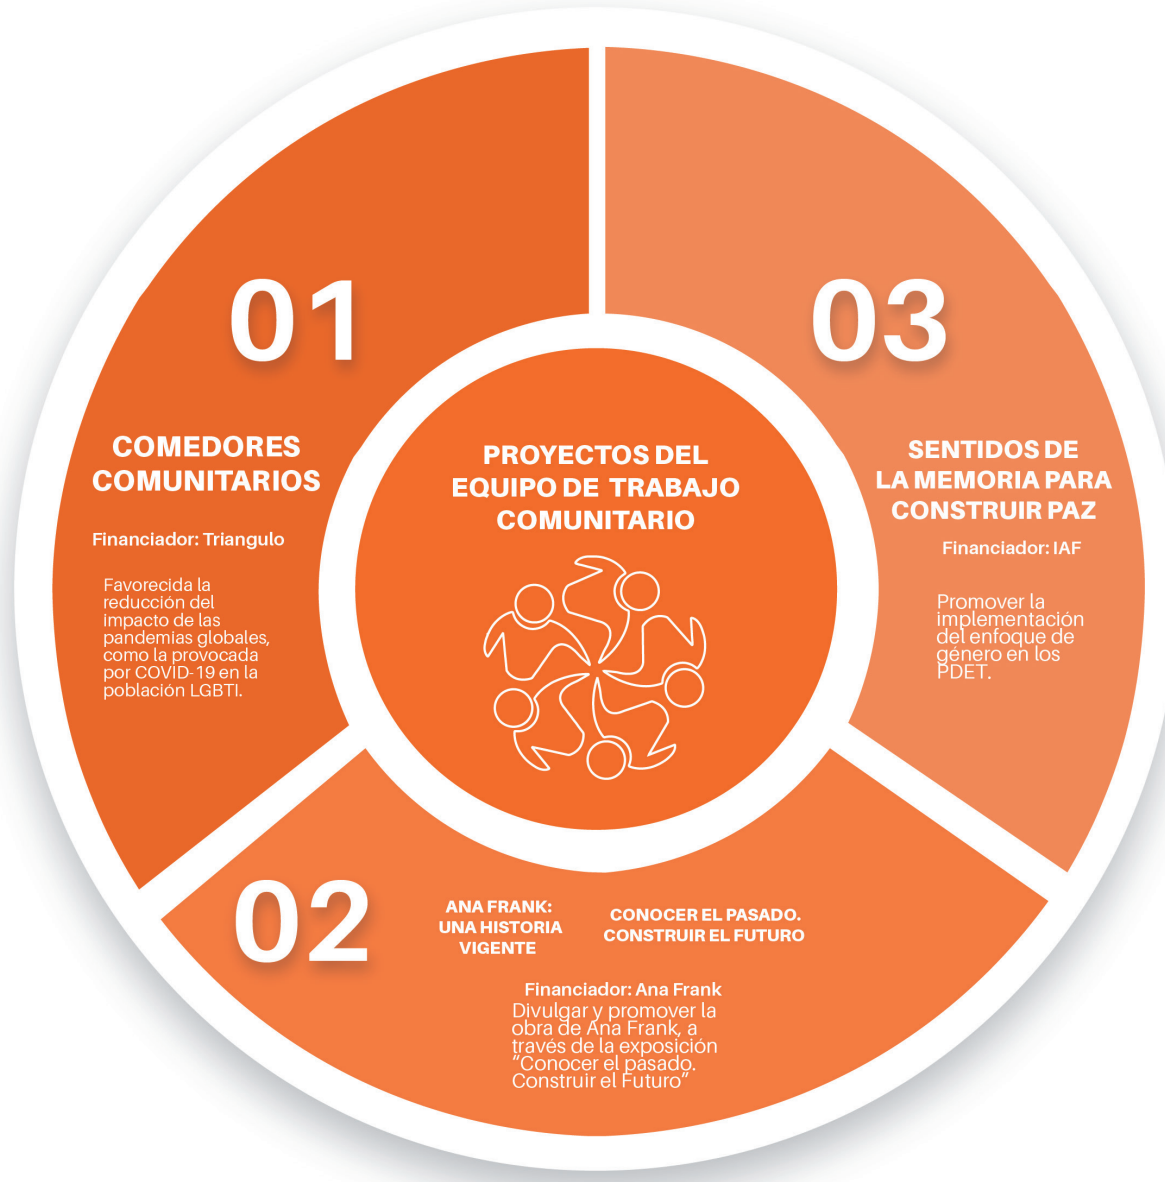 PROYECTOS DEL
EQUIPO DE TRABAJO
COMUNITARIO
01
COMEDORES
COMUNITARIOS
Financiador: Triangulo
Favorecida la
reducción del
impacto de las
pandemias globales,
como la provocada
por COVID-19 en la
población LGBTI.
02
ANA FRANK:
UNA HISTORIA
VIGENTE
CONOCER EL PASADO.
CONSTRUIR EL FUTURO
Financiador: Ana Frank
Divulgar y promover la
obra de Ana Frank, a
través de la exposición
"Conocer el pasado.
Construir el Futuro"
03
SENTIDOS DE
LA MEMORIA PARA
CONSTRUIR PAZ
Financiador: IAF
Promover la
implementación
del enfoque de
género en los
PDET.